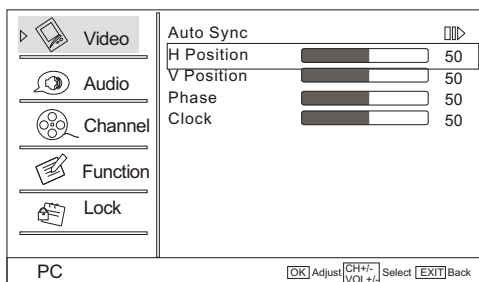 Video
Audio
Channel
Function
Lock
Auto Sync
H Position 50
V Position 50
Phase 50
Clock 50
PC
OK Adjust CH+/- VOL+/- Select EXIT Back